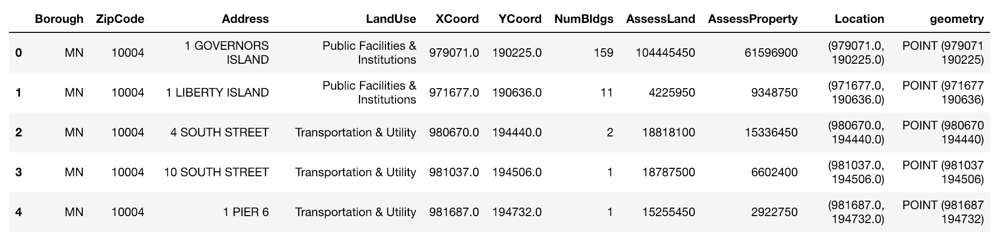 Borough ZipCode Address LandUse XCoord YCoord NumBldgs AssessLand AssessProperty Location geometry
0 MN 10004 1 GOVERNORS ISLAND Public Facilities & Institutions 979071.0 190225.0 159 104445450 61596900 (979071.0, 190225.0) POINT (979071 190225)
1 MN 10004 1 LIBERTY ISLAND Public Facilities & Institutions 971677.0 190636.0 11 4225950 9348750 (971677.0, 190636.0) POINT (971677 190636)
2 MN 10004 4 SOUTH STREET Transportation & Utility 980670.0 194440.0 2 18818100 15336450 (980670.0, 194440.0) POINT (980670 194440)
3 MN 10004 10 SOUTH STREET Transportation & Utility 981037.0 194506.0 1 18787500 6602400 (981037.0, 194506.0) POINT (981037 194506)
4 MN 10004 1 PIER 6 Transportation & Utility 981687.0 194732.0 1 15255450 2922750 (981687.0, 194732.0) POINT (981687 194732)